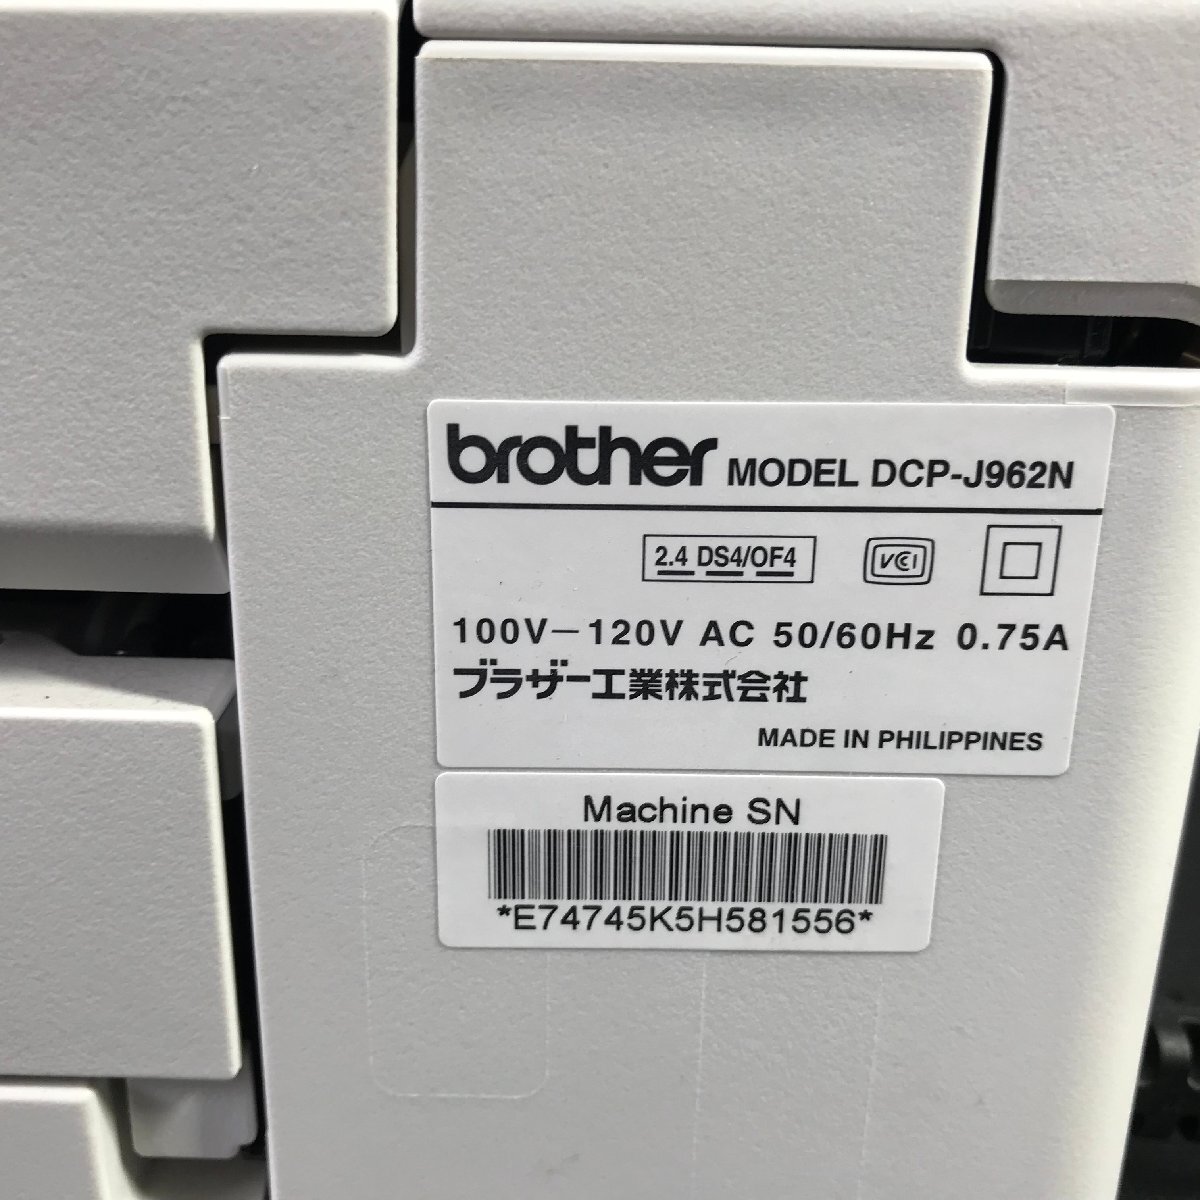 brother MODEL DCP-J962N
2.4 DS4/OF4 VCI
100V－120V AC 50/60Hz 0.75A
ブラザー工業株式会社
MADE IN PHILIPPINES
Machine SN
*E74745K5H581556*